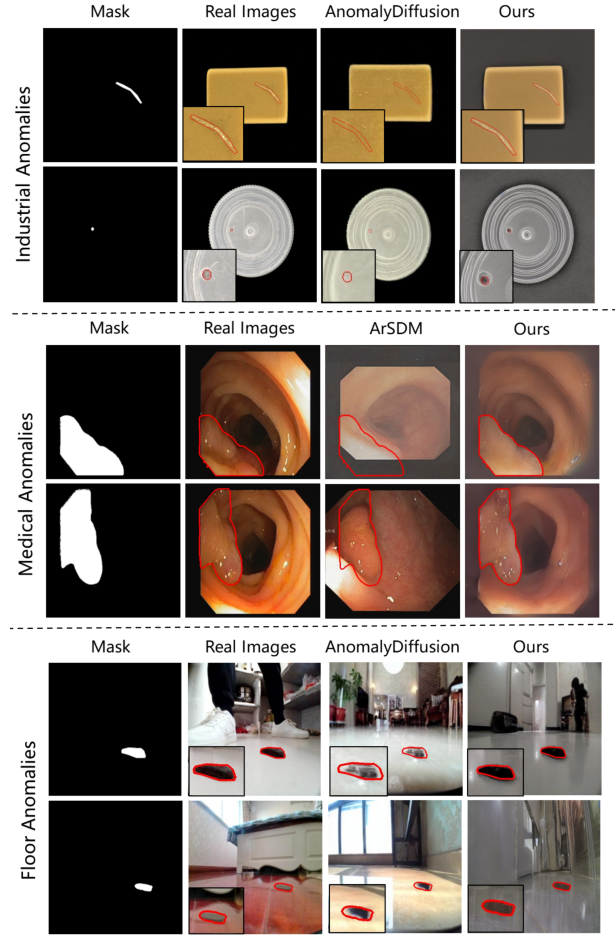 Mask Real Images AnomalyDiffusion Ours
Industrial Anomalies
Mask Real Images ArSDM Ours
Medical Anomalies
Mask Real Images AnomalyDiffusion Ours
Floor Anomalies